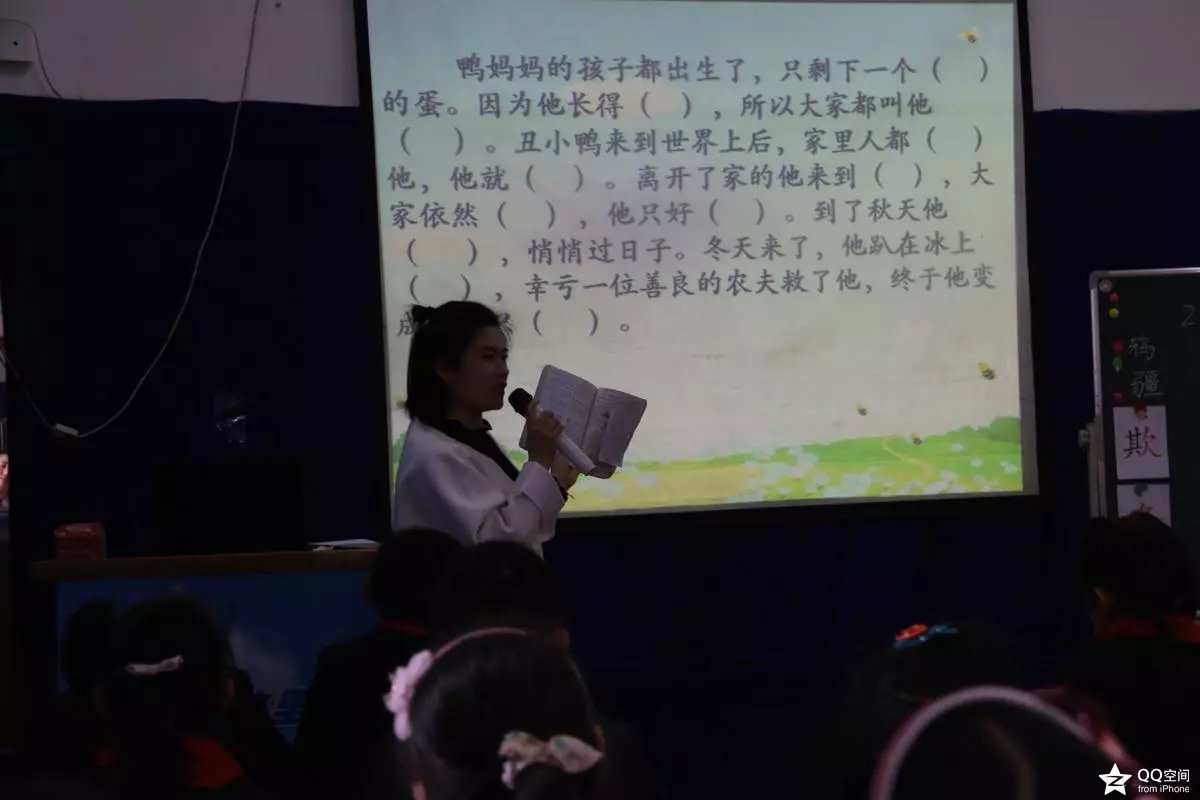 鸭妈妈的孩子都出生了，只剩下一个（　）
的蛋。因为他长得（　），所以大家都叫他
（　）。丑小鸭来到世界上后，家里人都（　）
他，他就（　）。离开了家的他来到（　），大
家依然（　），他只好（　）。到了秋天他
（　），悄悄过日子。冬天来了，他趴在冰上
（　），幸亏一位善良的农夫救了他，终于他变
（　）。
鸦
疆
欺
QQ空间
from iPhone